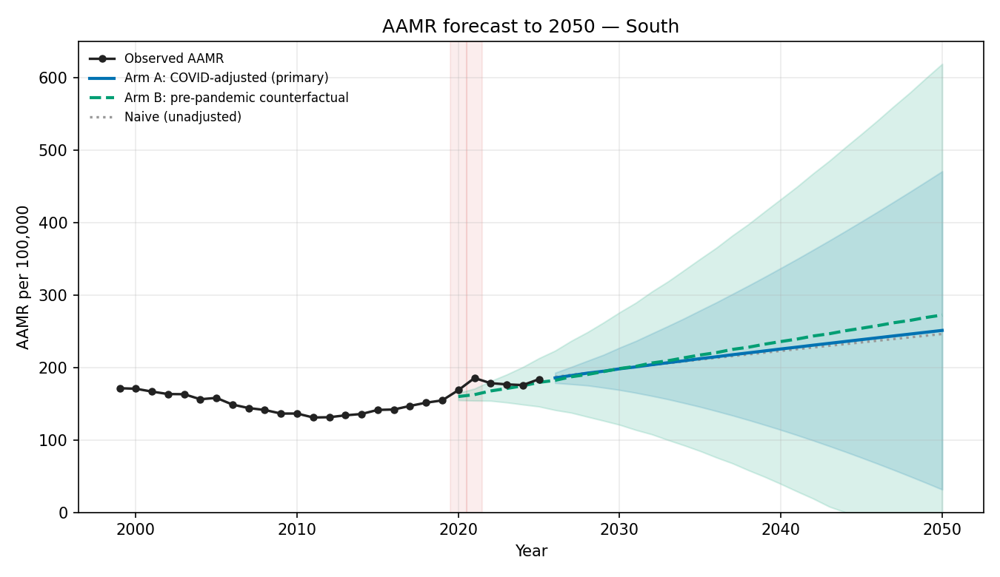 AAMR forecast to 2050 — South
Observed AAMR
Arm A: COVID-adjusted (primary)
Arm B: pre-pandemic counterfactual
Naive (unadjusted)
AAMR per 100,000
600
500
400
300
200
100
0
2000 2010 2020 2030 2040 2050
Year